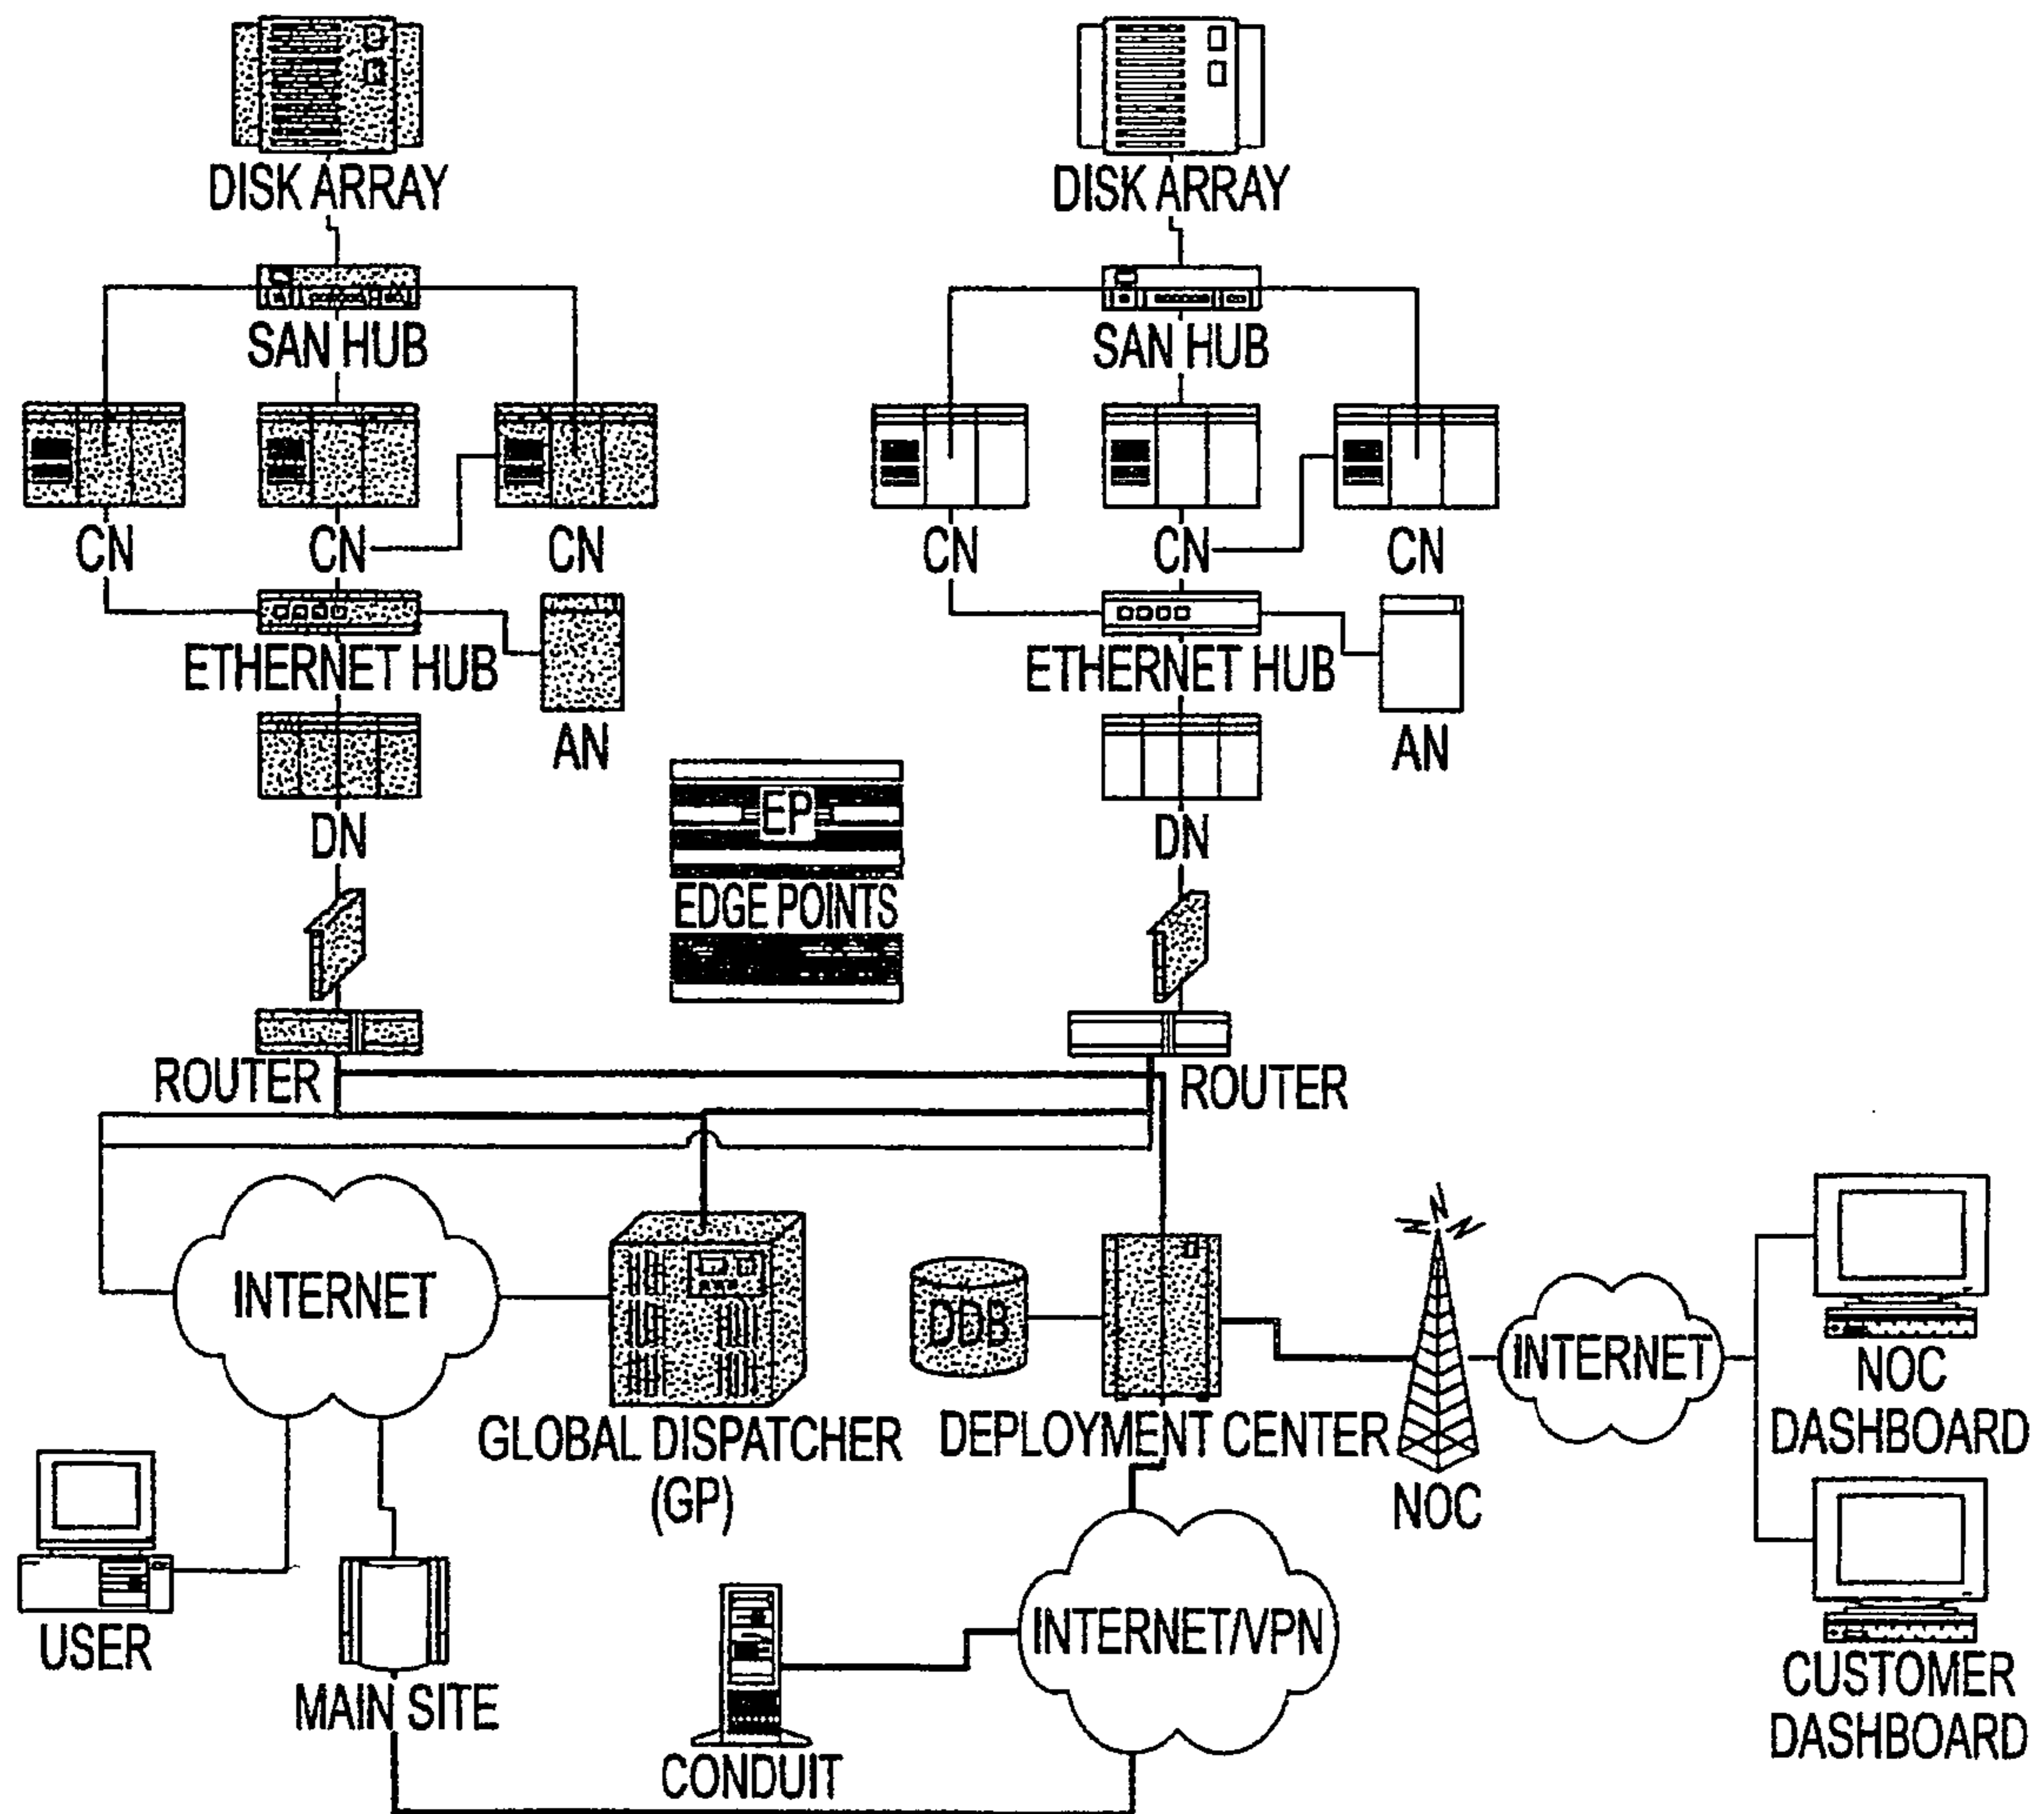 DISK ARRAY
DISK ARRAY
SAN HUB
SAN HUB
CN
CN
CN
CN
CN
CN
ETHERNET HUB
ETHERNET HUB
AN
AN
EP
DN
DN
EDGE POINTS
ROUTER
ROUTER
INTERNET
DDB
INTERNET
NOC
DASHBOARD
GLOBAL DISPATCHER
(GP)
DEPLOYMENT CENTER
NOC
USER
MAIN SITE
CONDUIT
INTERNET/VPN
CUSTOMER
DASHBOARD